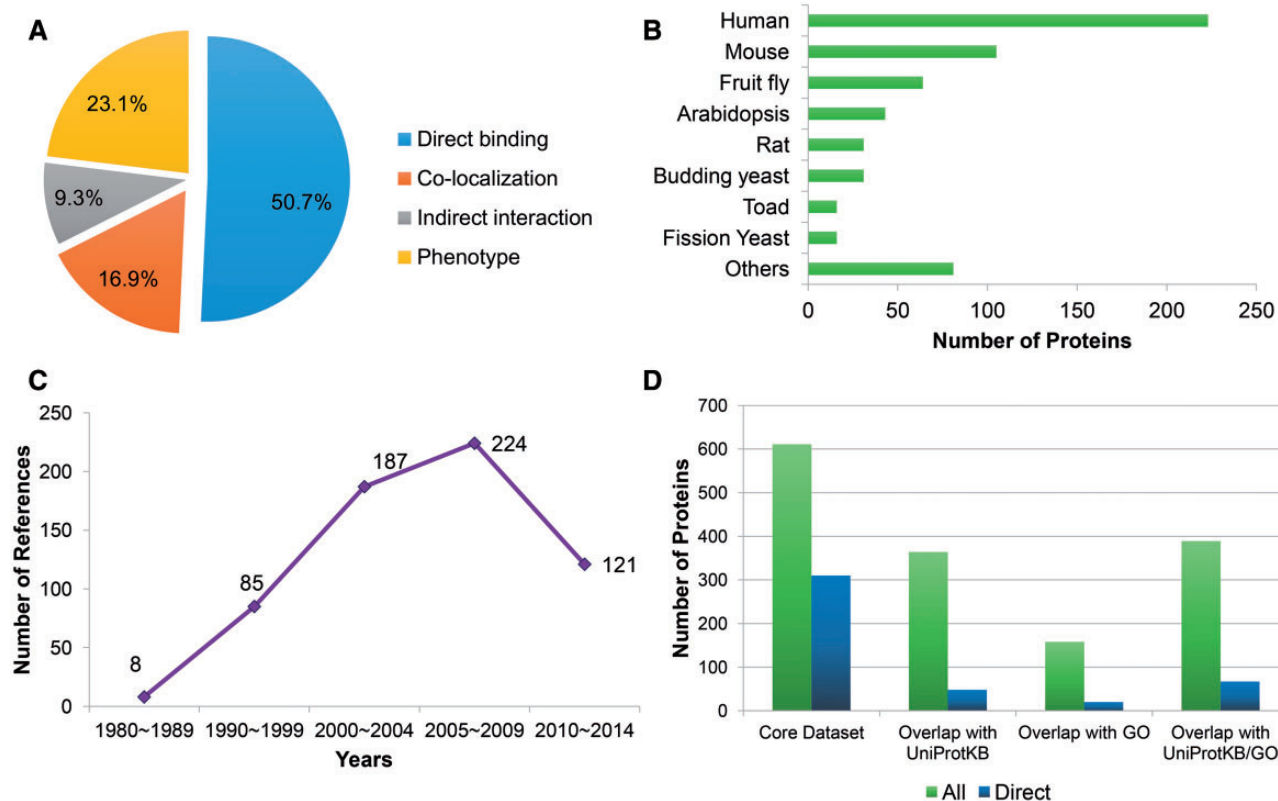 A
23.1%
9.3%
16.9%
50.7%
Direct binding
Co-localization
Indirect interaction
Phenotype
B
Human
Mouse
Fruit fly
Arabidopsis
Rat
Budding yeast
Toad
Fission Yeast
Others
0 50 100 150 200 250
Number of Proteins
C
Number of References
250
200
150
100
50
0
8
85
187
224
121
1980~1989 1990~1999 2000~2004 2005~2009 2010~2014
Years
D
Number of Proteins
700
600
500
400
300
200
100
0
Core Dataset
Overlap with
UniProtKB
Overlap with GO
Overlap with
UniProtKB/GO
All Direct